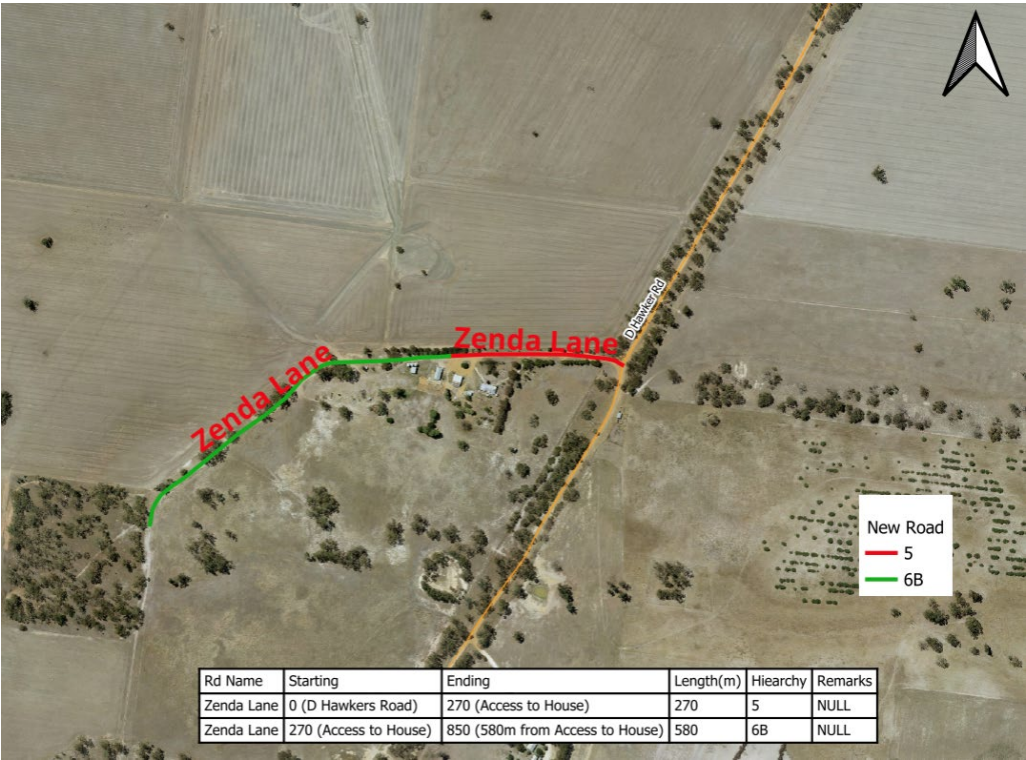 Zenda Lane
D Hawker Rd
Zenda Lane
New Road
5
6B
Rd Name Starting Ending Length(m) Hiearchy Remarks
Zenda Lane 0 (D Hawkers Road) 270 (Access to House) 270 5 NULL
Zenda Lane 270 (Access to House) 850 (580m from Access to House) 580 6B NULL